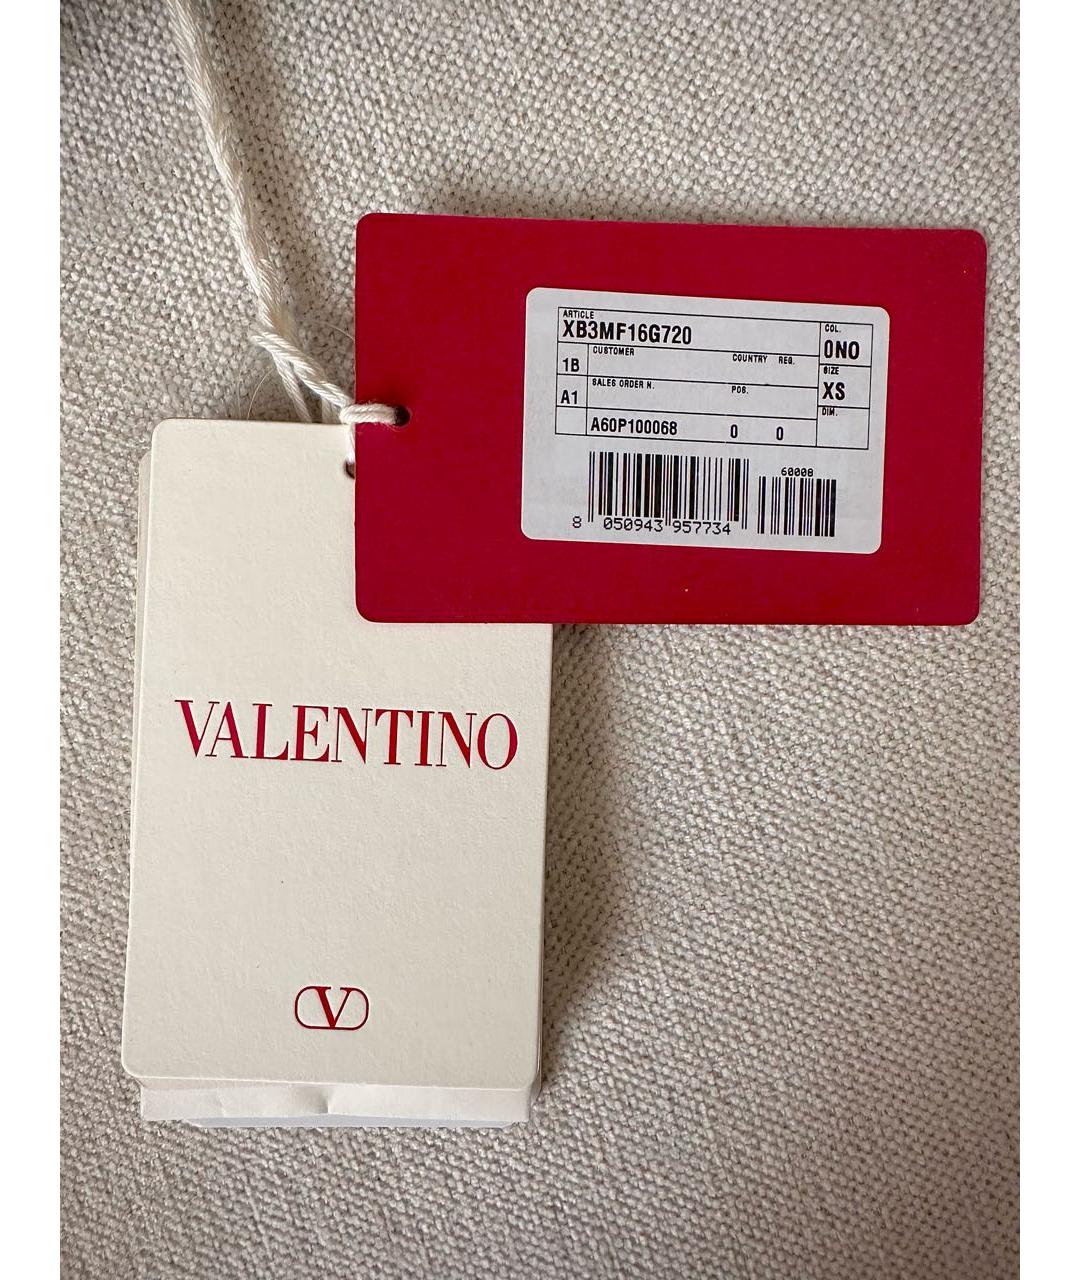 ARTICLE
XB3MF16G720
COL.
0NO
1B
CUSTOMER
COUNTRY
REG.
SIZE
XS
A1
SALES ORDER N.
POS.
DIM.
A60P100068
0
0
60008
8 050943 957734
VALENTINO
V